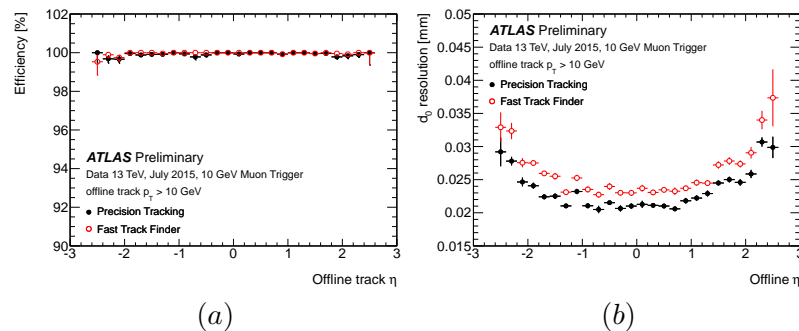 Efficiency [%]
102
100
98
96
94
92
90
ATLAS Preliminary
Data 13 TeV, July 2015, 10 GeV Muon Trigger
offline track p_T > 10 GeV
Precision Tracking
Fast Track Finder
-3 -2 -1 0 1 2 3
Offline track η
(a)
d_0 resolution [mm]
0.05
0.045
0.04
0.035
0.03
0.025
0.02
0.015
ATLAS Preliminary
Data 13 TeV, July 2015, 10 GeV Muon Trigger
offline track p_T > 10 GeV
Precision Tracking
Fast Track Finder
-3 -2 -1 0 1 2 3
Offline η
(b)